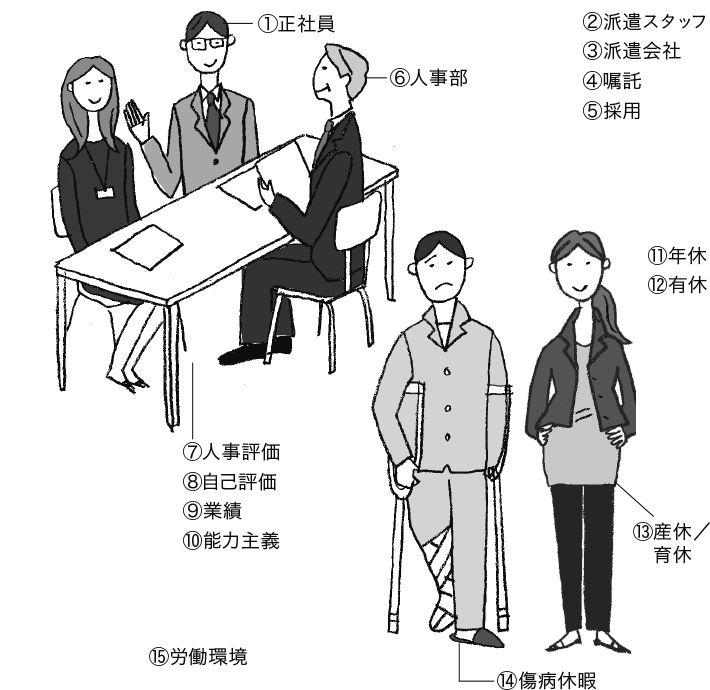 ①正社員
②派遣スタッフ
③派遣会社
④嘱託
⑤採用
⑥人事部
⑦人事評価
⑧自己評価
⑨業績
⑩能力主義
⑪年休
⑫有休
⑬産休／
育休
⑭傷病休暇
⑮労働環境